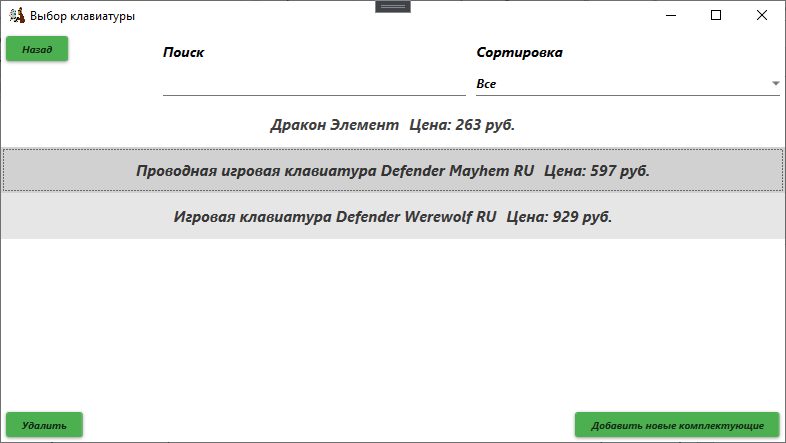 Выбор клавиатуры
Назад
Поиск
Сортировка
Все
Дракон Элемент Цена: 263 руб.
Проводная игровая клавиатура Defender Mayhem RU Цена: 597 руб.
Игровая клавиатура Defender Werewolf RU Цена: 929 руб.
Удалить
Добавить новые комплектующие